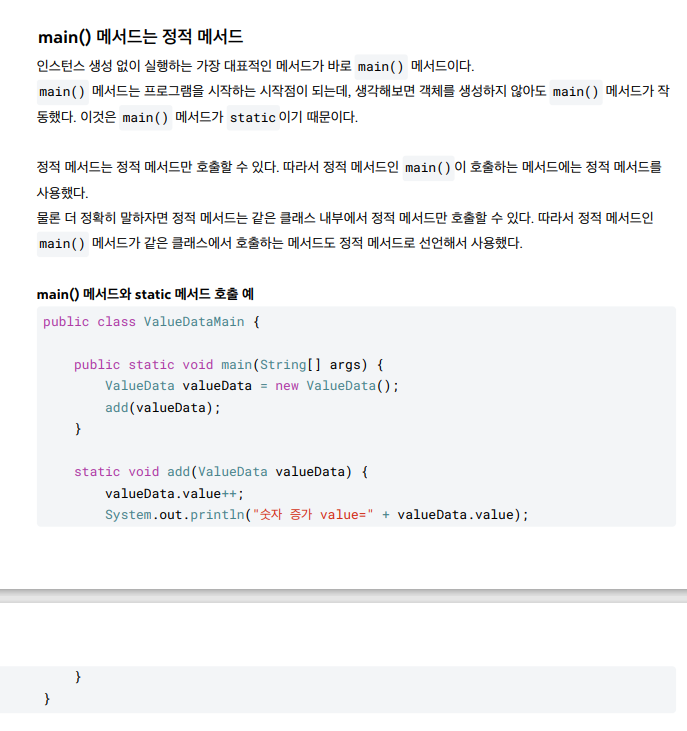 main() 메서드는 정적 메서드
인스턴스 생성 없이 실행하는 가장 대표적인 메서드가 바로 main() 메서드이다.
main() 메서드는 프로그램을 시작하는 시작점이 되는데, 생각해보면 객체를 생성하지 않아도 main() 메서드가 작
동했다. 이것은 main() 메서드가 static이기 때문이다.
정적 메서드는 정적 메서드만 호출할 수 있다. 따라서 정적 메서드인 main()이 호출하는 메서드에는 정적 메서드를
사용했다.
물론 더 정확히 말하자면 정적 메서드는 같은 클래스 내부에서 정적 메서드만 호출할 수 있다. 따라서 정적 메서드인
main() 메서드가 같은 클래스에서 호출하는 메서드도 정적 메서드로 선언해서 사용했다.
main() 메서드와 static 메서드 호출 예
public class ValueDataMain {
    public static void main(String[] args) {
        ValueData valueData = new ValueData();
        add(valueData);
    }
    static void add(ValueData valueData) {
        valueData.value++;
        System.out.println("숫자 증가 value=" + valueData.value);
    }
}